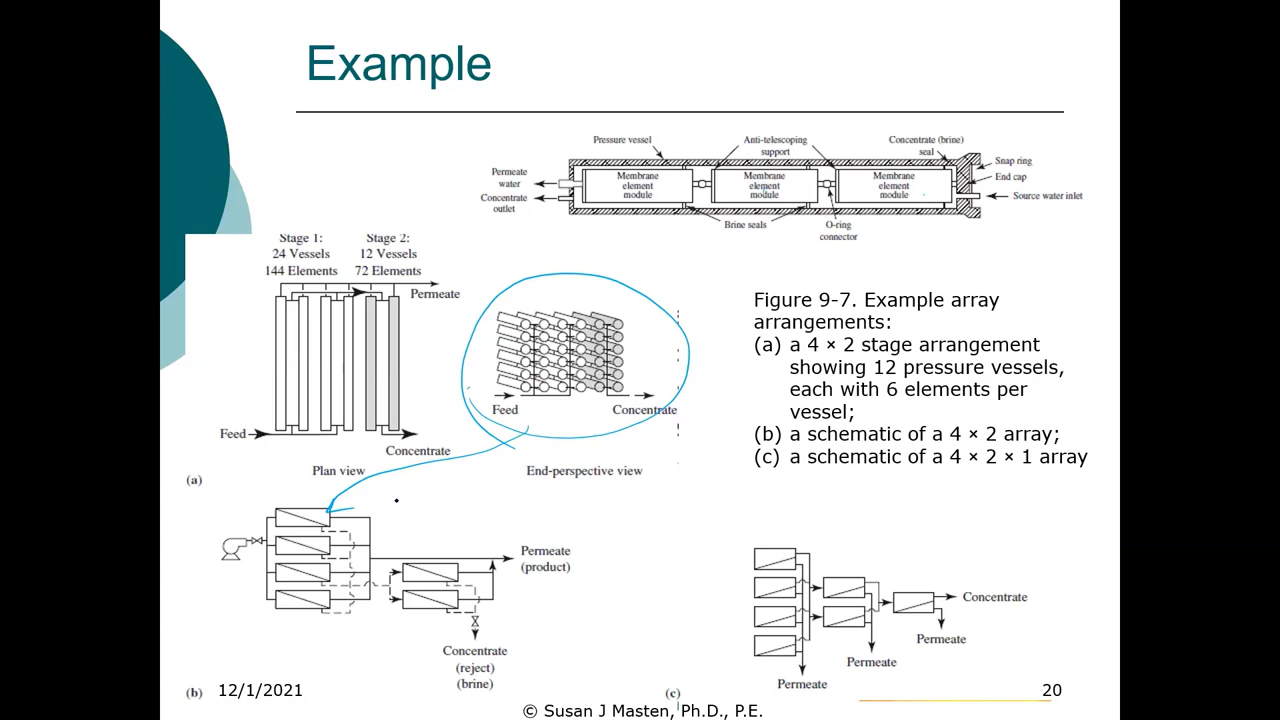 Example
Pressure vessel
Anti-telescoping
support
Concentrate (brine)
seal
Snap ring
End cap
Source water inlet
Permeate
water
Concentrate
outlet
Membrane
element
module
Membrane
element
module
Membrane
element
module
Brine seals
O-ring
connector
Stage 1:
24 Vessels
144 Elements
Stage 2:
12 Vessels
72 Elements
Permeate
Feed
Concentrate
Plan view
Feed
Concentrate
End-perspective view
(a)
Figure 9-7. Example array
arrangements:
(a) a 4 × 2 stage arrangement
showing 12 pressure vessels,
each with 6 elements per
vessel;
(b) a schematic of a 4 × 2 array;
(c) a schematic of a 4 × 2 × 1 array
Permeate
(product)
Concentrate
(reject)
(brine)
(b)
Concentrate
Permeate
Permeate
Permeate
(c)
12/1/2021
20
© Susan J Masten, Ph.D., P.E.